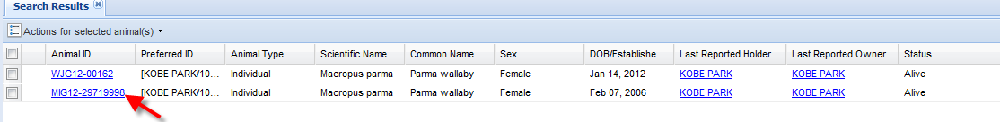 Search Results
Actions for selected animal(s)
Animal ID Preferred ID Animal Type Scientific Name Common Name Sex DOB/Establishe... Last Reported Holder Last Reported Owner Status
WJG12-00162 [KOBE PARK/10... Individual Macropus parma Parma wallaby Female Jan 14, 2012 KOBE PARK KOBE PARK Alive
MIG12-29719998 [KOBE PARK/10... Individual Macropus parma Parma wallaby Female Feb 07, 2006 KOBE PARK KOBE PARK Alive